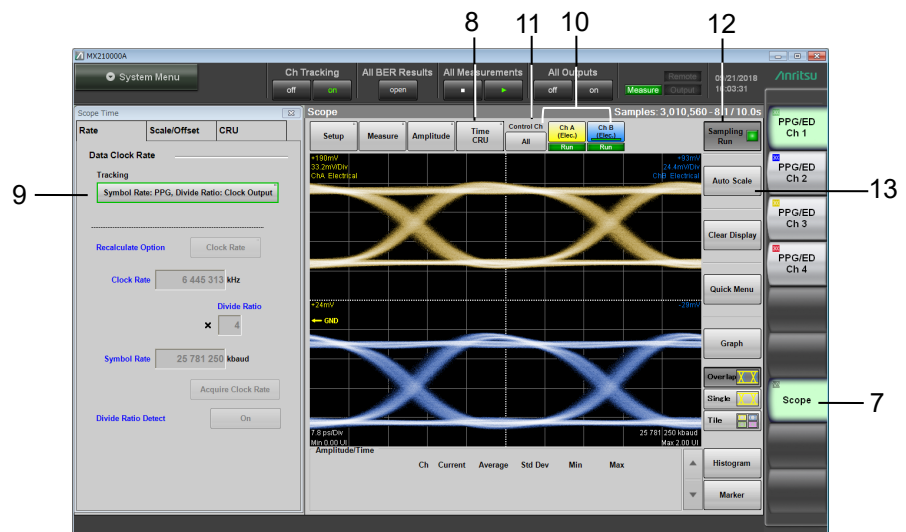 8
11
10
12
MX210000A
System Menu
Ch Tracking
off
on
All BER Results
open
All Measurements
All Outputs
off
on
Measure
Remote
Output
09/21/2018
16:03:31
Anritsu
Scope Time
Rate
Scale/Offset
CRU
Data Clock Rate
Tracking
Symbol Rate: PPG, Divide Ratio: Clock Output
9
Recalculate Option
Clock Rate
Clock Rate
6 445 313
kHz
Divide Ratio
×
4
Symbol Rate
25 781 250
kbaud
Acquire Clock Rate
Divide Ratio Detect
On
Scope
Samples: 3,010,560 - 8.1 / 10.0s
Setup
Measure
Amplitude
Time
CRU
Control Ch
All
Ch A
(Elec.)
Run
Ch B
(Elec.)
Run
+190mV
33.2mV/Div
ChA Electrical
+93mV
24.4mV/Div
ChB Electrical
+24mV
GND
-29mV
7.8 ps/Div
Min 0.00 UI
25 781 250 kbaud
Max 2.00 UI
Amplitude/Time
Ch
Current
Average
Std Dev
Min
Max
Sampling
Run
Auto Scale
13
Clear Display
Quick Menu
Graph
Overlap
Single
Tile
Histogram
Marker
PPG/ED
Ch 1
PPG/ED
Ch 2
PPG/ED
Ch 3
PPG/ED
Ch 4
Scope
7